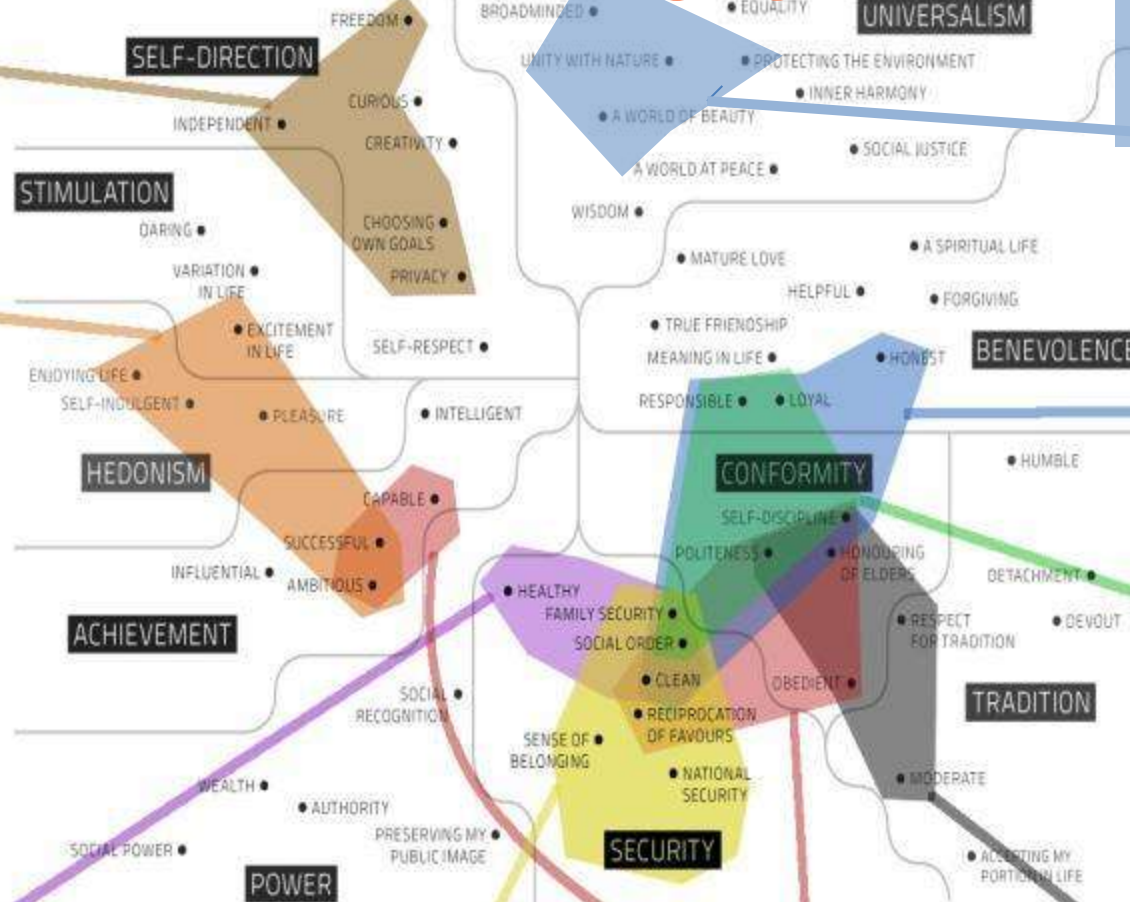 FREEDOM
BROADMINDED
EQUALITY
UNIVERSALISM
SELF-DIRECTION
UNITY WITH NATURE
PROTECTING THE ENVIRONMENT
CURIOUS
INNER HARMONY
INDEPENDENT
A WORLD OF BEAUTY
CREATIVITY
SOCIAL JUSTICE
A WORLD AT PEACE
STIMULATION
WISDOM
DARING
CHOOSING
OWN GOALS
A SPIRITUAL LIFE
MATURE LOVE
VARIATION
IN LIFE
PRIVACY
HELPFUL
FORGIVING
EXCITEMENT
IN LIFE
TRUE FRIENDSHIP
SELF-RESPECT
MEANING IN LIFE
HONEST
BENEVOLENCE
ENJOYING LIFE
SELF-INDULGENT
PLEASURE
INTELLIGENT
RESPONSIBLE
LOYAL
HEDONISM
CONFORMITY
HUMBLE
CAPABLE
SELF-DISCIPLINE
SUCCESSFUL
POLITENESS
HONOURING
OF ELDERS
INFLUENTIAL
AMBITIOUS
HEALTHY
DETACHMENT
FAMILY SECURITY
RESPECT
FOR TRADITION
DEVOUT
ACHIEVEMENT
SOCIAL ORDER
CLEAN
OBEDIENT
SOCIAL
RECOGNITION
TRADITION
RECIPROCATION
OF FAVOURS
SENSE OF
BELONGING
NATIONAL
SECURITY
MODERATE
WEALTH
AUTHORITY
PRESERVING MY
PUBLIC IMAGE
SOCIAL POWER
SECURITY
ACCEPTING MY
PORTION IN LIFE
POWER